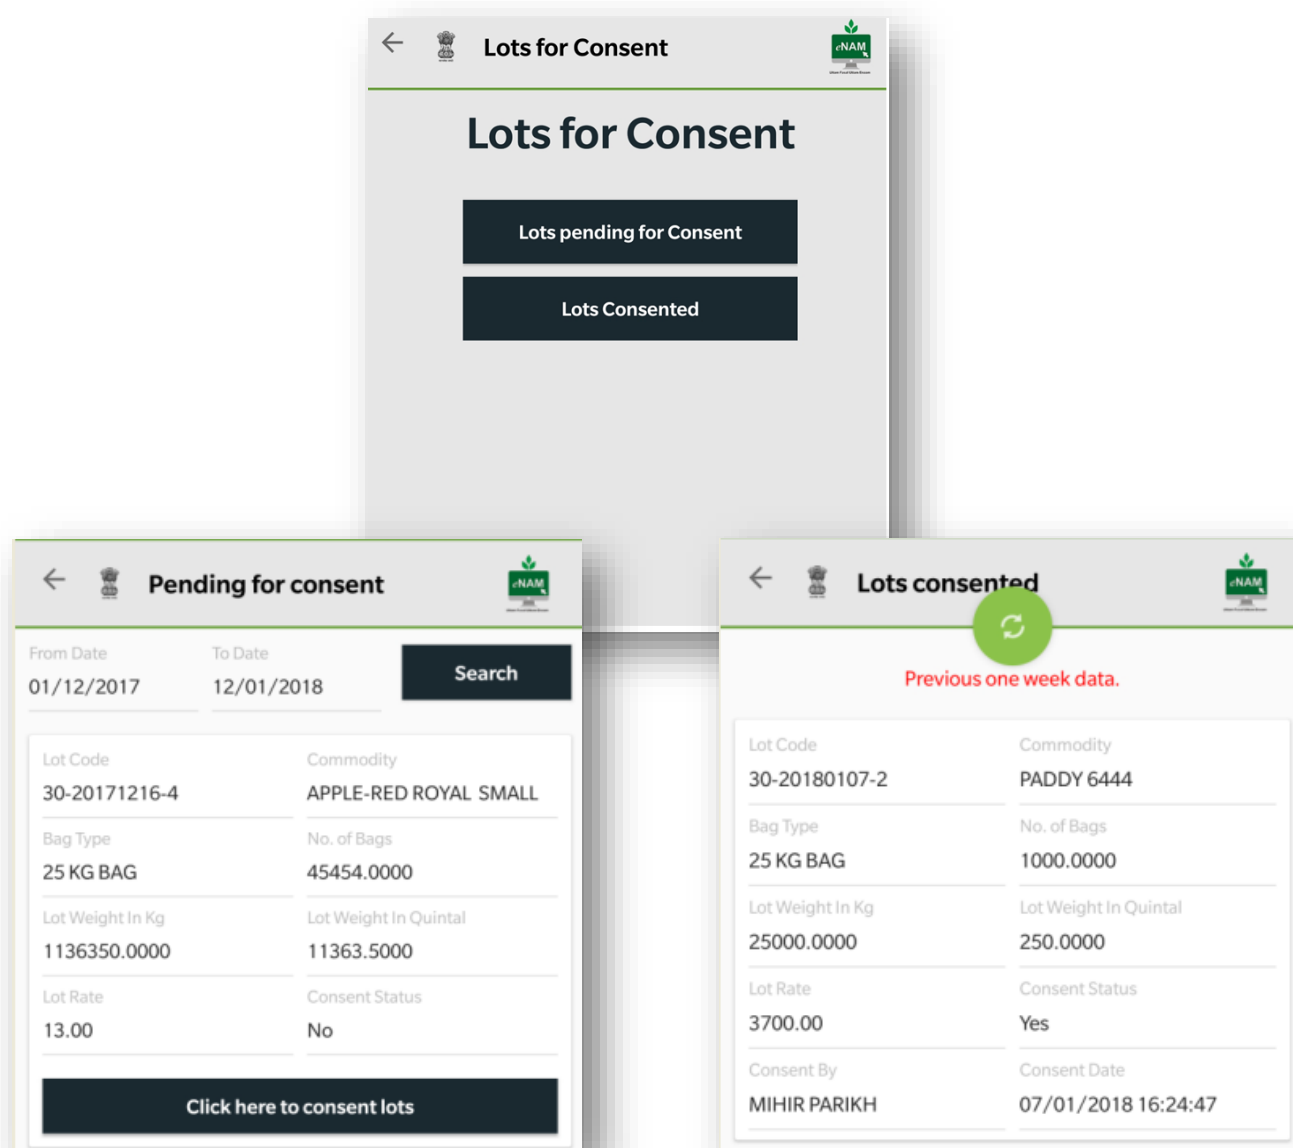 Lots for Consent
eNAM
Lots for Consent
Lots pending for Consent
Lots Consented
Pending for consent
eNAM
From Date
To Date
Search
01/12/2017
12/01/2018
Lot Code
Commodity
30-20171216-4
APPLE-RED ROYAL SMALL
Bag Type
No. of Bags
25 KG BAG
45454.0000
Lot Weight In Kg
Lot Weight In Quintal
1136350.0000
11363.5000
Lot Rate
Consent Status
13.00
No
Click here to consent lots
Lots consented
eNAM
Previous one week data.
Lot Code
Commodity
30-20180107-2
PADDY 6444
Bag Type
No. of Bags
25 KG BAG
1000.0000
Lot Weight In Kg
Lot Weight In Quintal
25000.0000
250.0000
Lot Rate
Consent Status
3700.00
Yes
Consent By
Consent Date
MIHIR PARIKH
07/01/2018 16:24:47